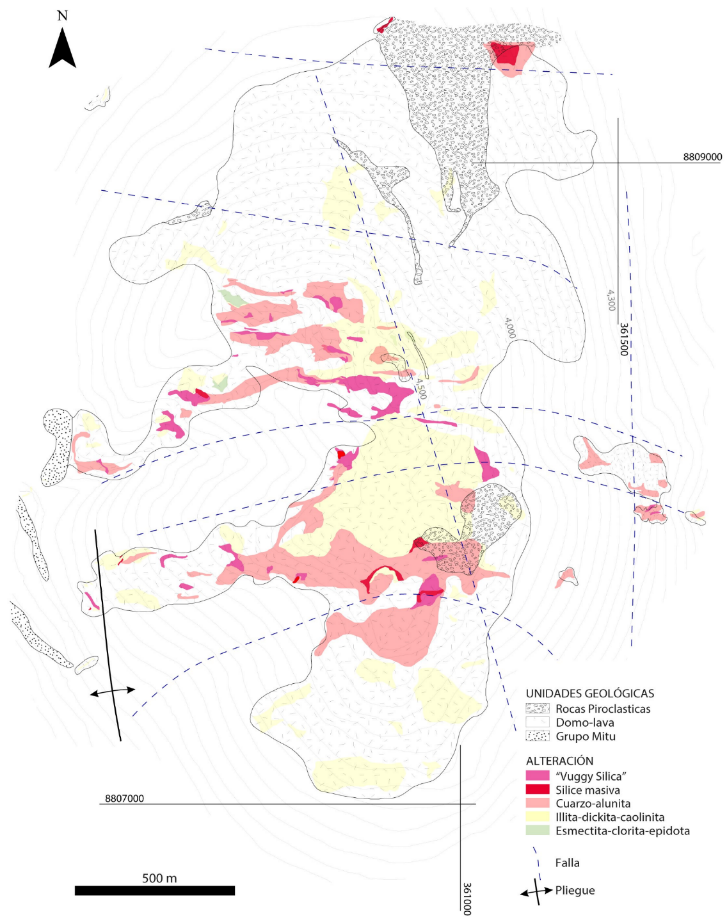 N
8809000
4,300
361500
4,000
4,500
UNIDADES GEOLÓGICAS
Rocas Piroclasticas
Domo-lava
Grupo Mitu
ALTERACIÓN
“Vuggy Silica”
Silice masiva
Cuarzo-alunita
Illita-dickita-caolinita
Esmectita-clorita-epidota
Falla
Pliegue
8807000
500 m
361000